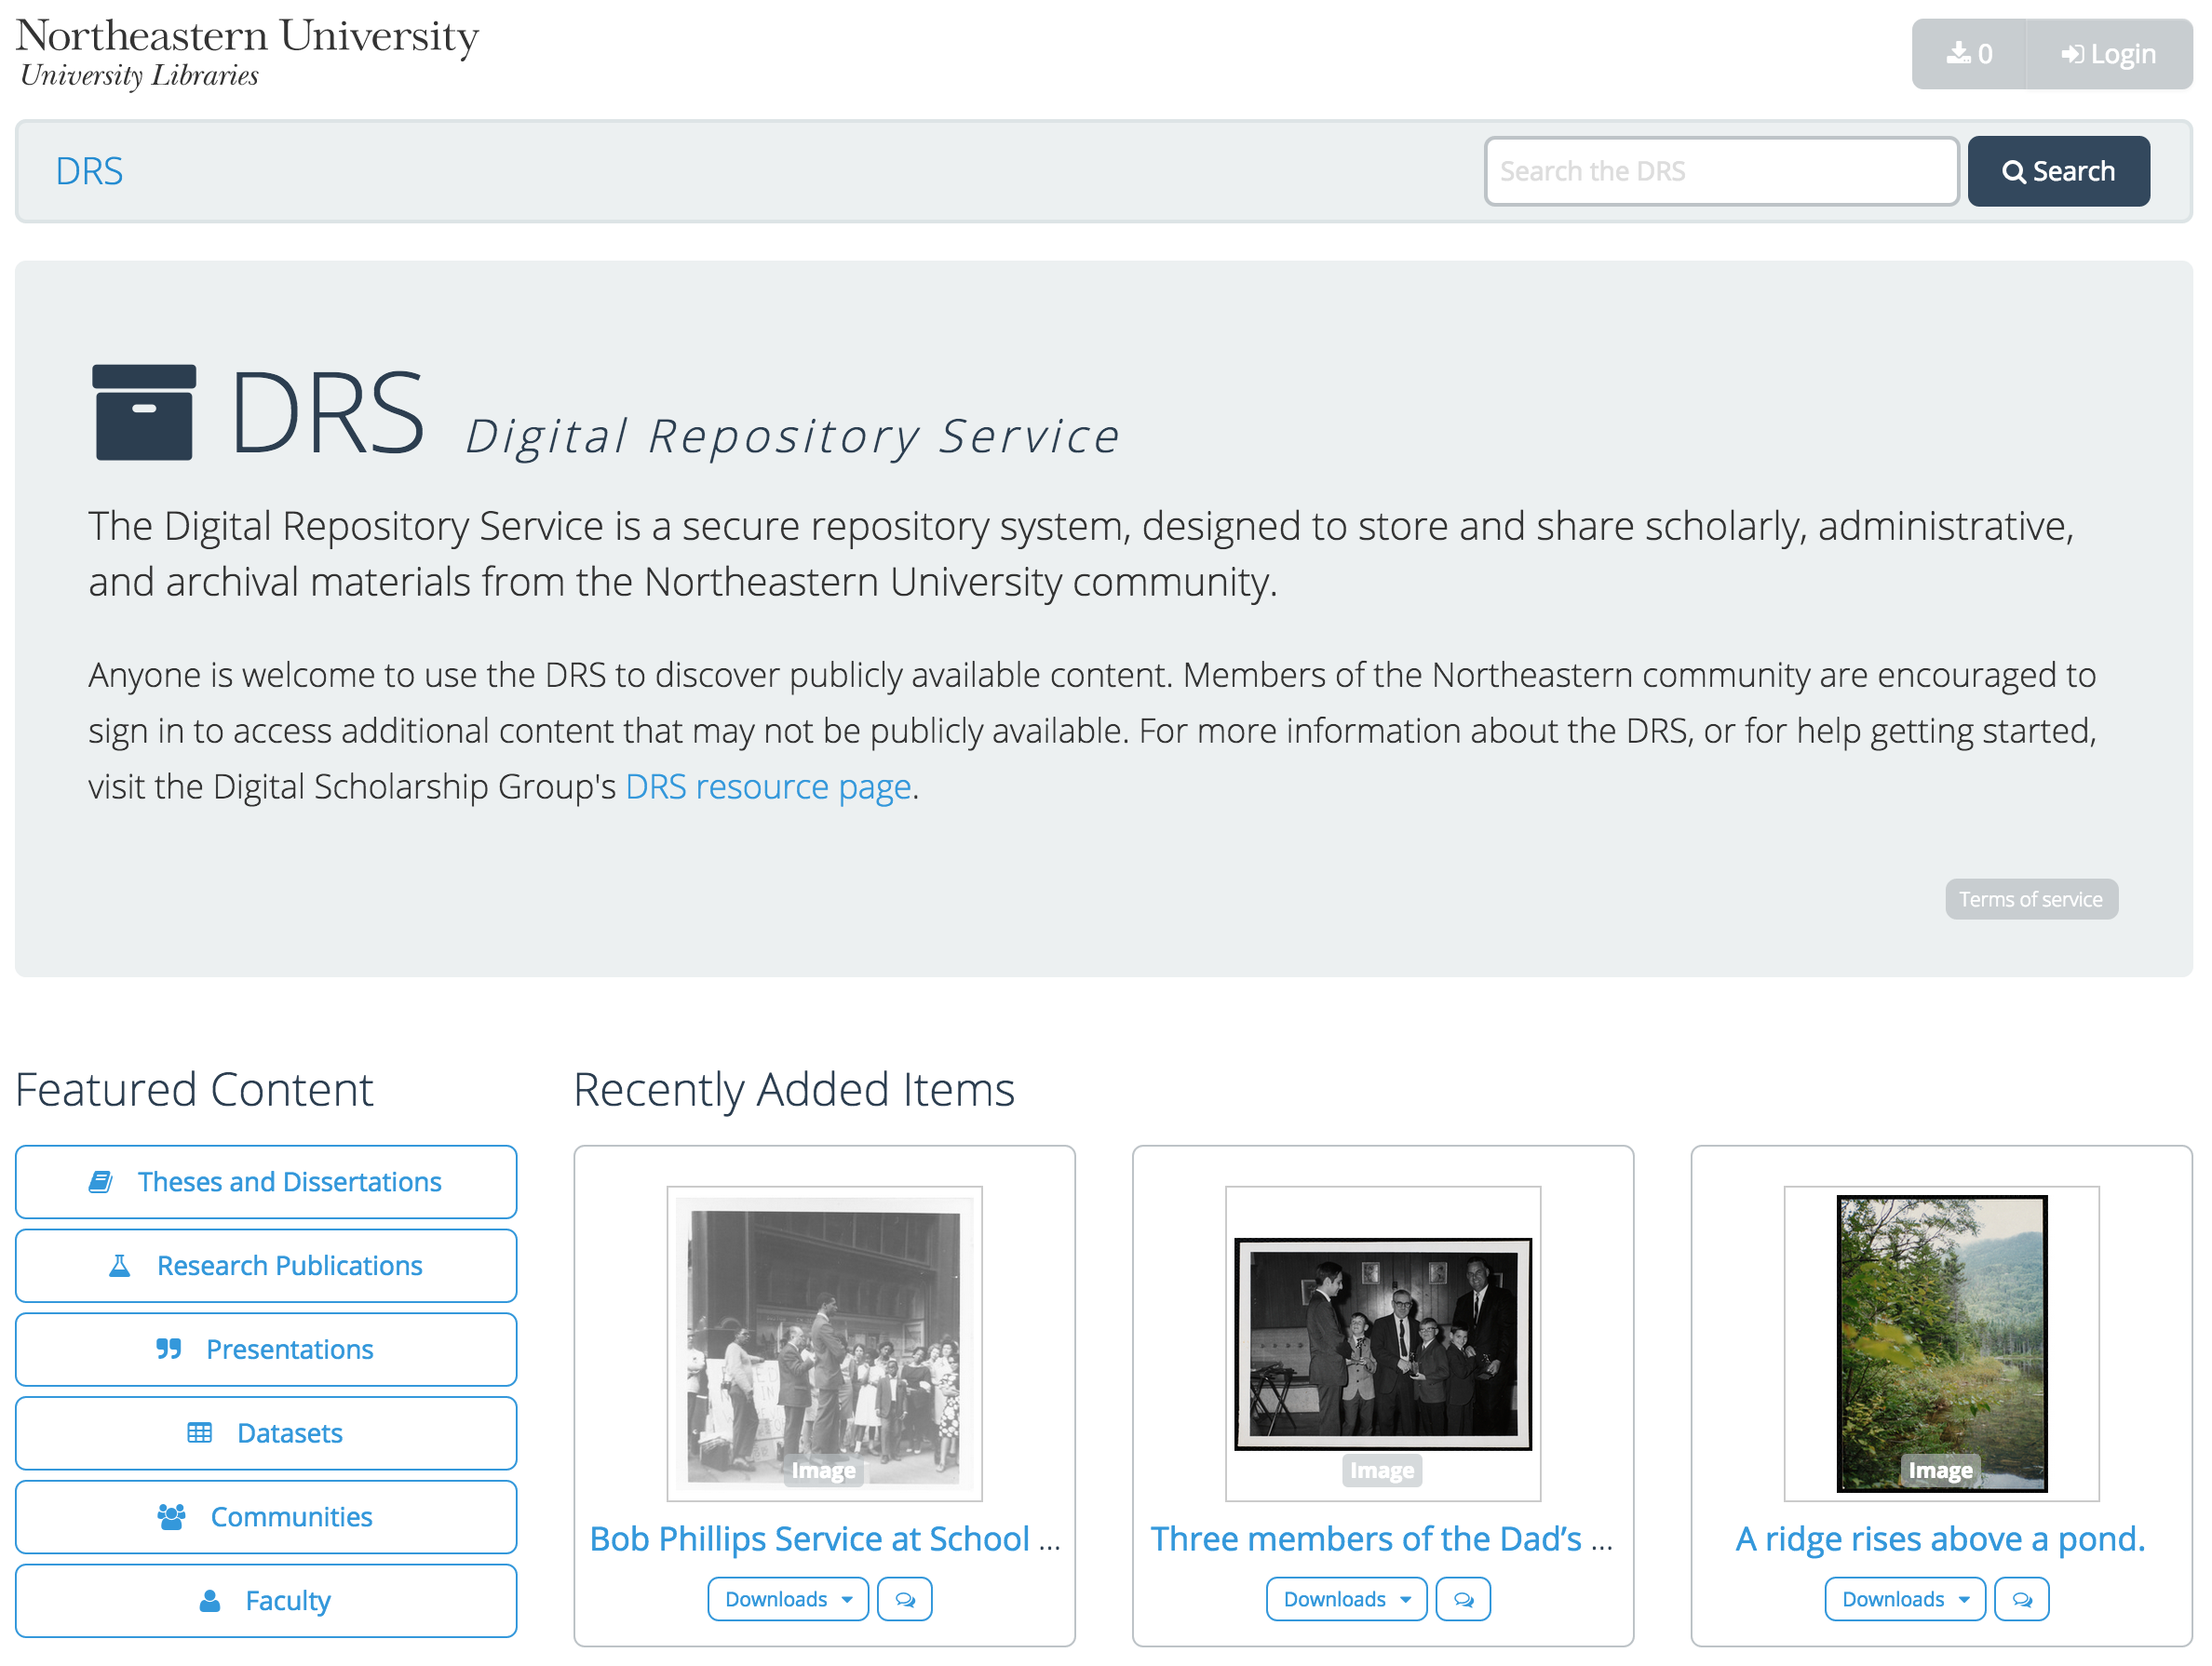 Northeastern University
University Libraries
0
Login
DRS
Search the DRS
Search
DRS Digital Repository Service
The Digital Repository Service is a secure repository system, designed to store and share scholarly, administrative,
and archival materials from the Northeastern University community.
Anyone is welcome to use the DRS to discover publicly available content. Members of the Northeastern community are encouraged to
sign in to access additional content that may not be publicly available. For more information about the DRS, or for help getting started,
visit the Digital Scholarship Group's DRS resource page.
Terms of service
Featured Content
Theses and Dissertations
Research Publications
Presentations
Datasets
Communities
Faculty
Recently Added Items
Image
Bob Phillips Service at School ...
Downloads
Image
Three members of the Dad’s ...
Downloads
Image
A ridge rises above a pond.
Downloads